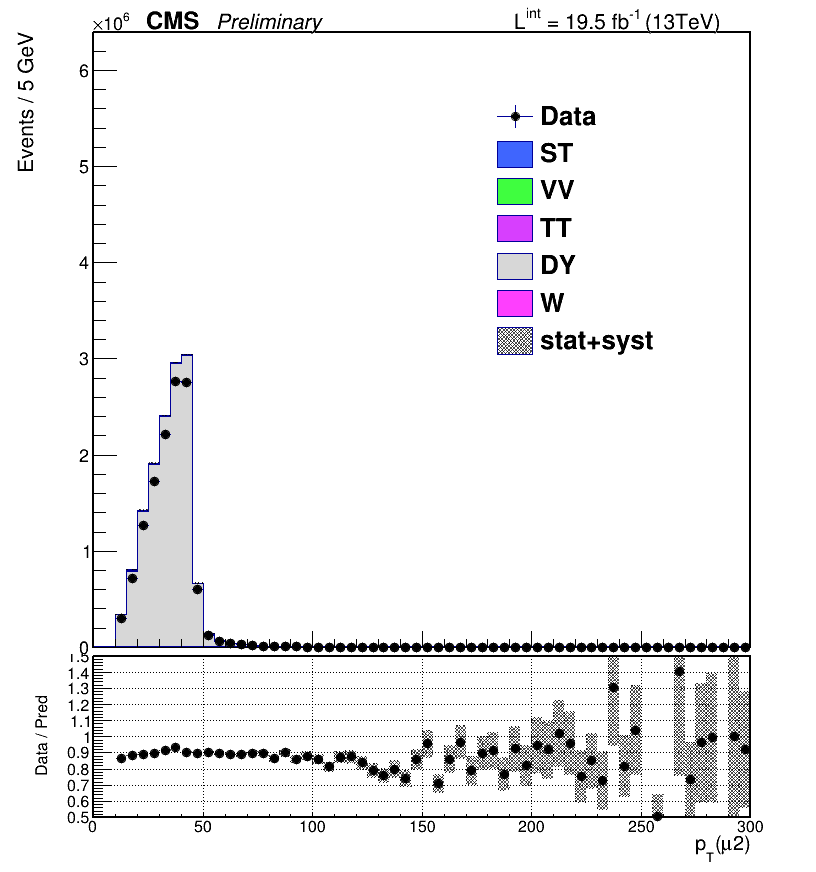 ×10⁶ CMS Preliminary L^int = 19.5 fb⁻¹ (13TeV)
Events / 5 GeV
6
5
4
3
2
1
0
Data
ST
VV
TT
DY
W
stat+syst
Data / Pred
1.5
1.4
1.3
1.2
1.1
1
0.9
0.8
0.7
0.6
0.5
0 50 100 150 200 250 300
p_T(μ2)